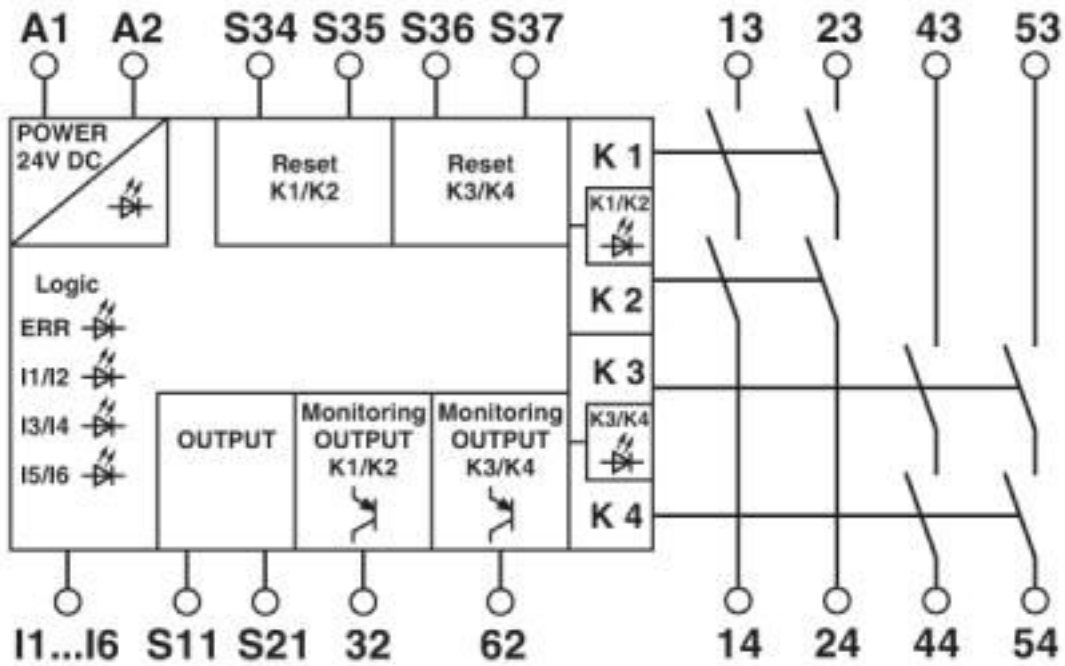 A1 A2 S34 S35 S36 S37 13 23 43 53
POWER
24V DC
Reset
K1/K2
Reset
K3/K4
K 1
K1/K2
K 2
Logic
ERR
I1/I2
I3/I4
I5/I6
OUTPUT
Monitoring
OUTPUT
K1/K2
Monitoring
OUTPUT
K3/K4
K 3
K3/K4
K 4
I1...I6 S11 S21 32 62 14 24 44 54